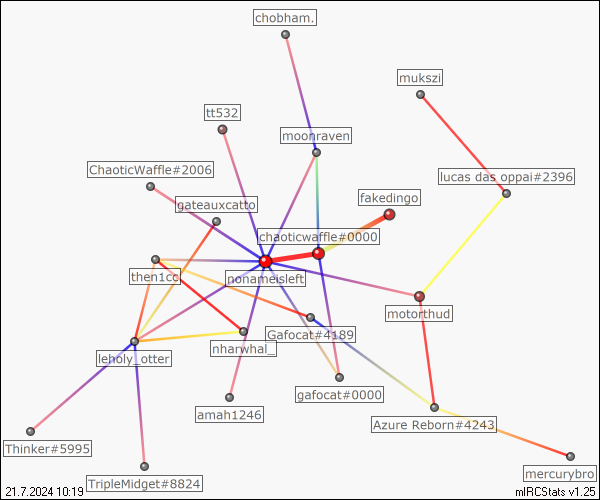 chobham.
mukszi
tt532
moonraven
ChaoticWaffle#2006
lucas das oppai#2396
fakedingo
gateauxcatto
chaoticwaffle#0000
then1cc
nonameisleft
motorthud
Gafocat#4189
nharwhal_
leholy_otter
gafocat#0000
amah1246
Azure Reborn#4243
Thinker#5995
mercurybro
TripleMidget#8824
21.7.2024 10:19
mIRCStats v1.25